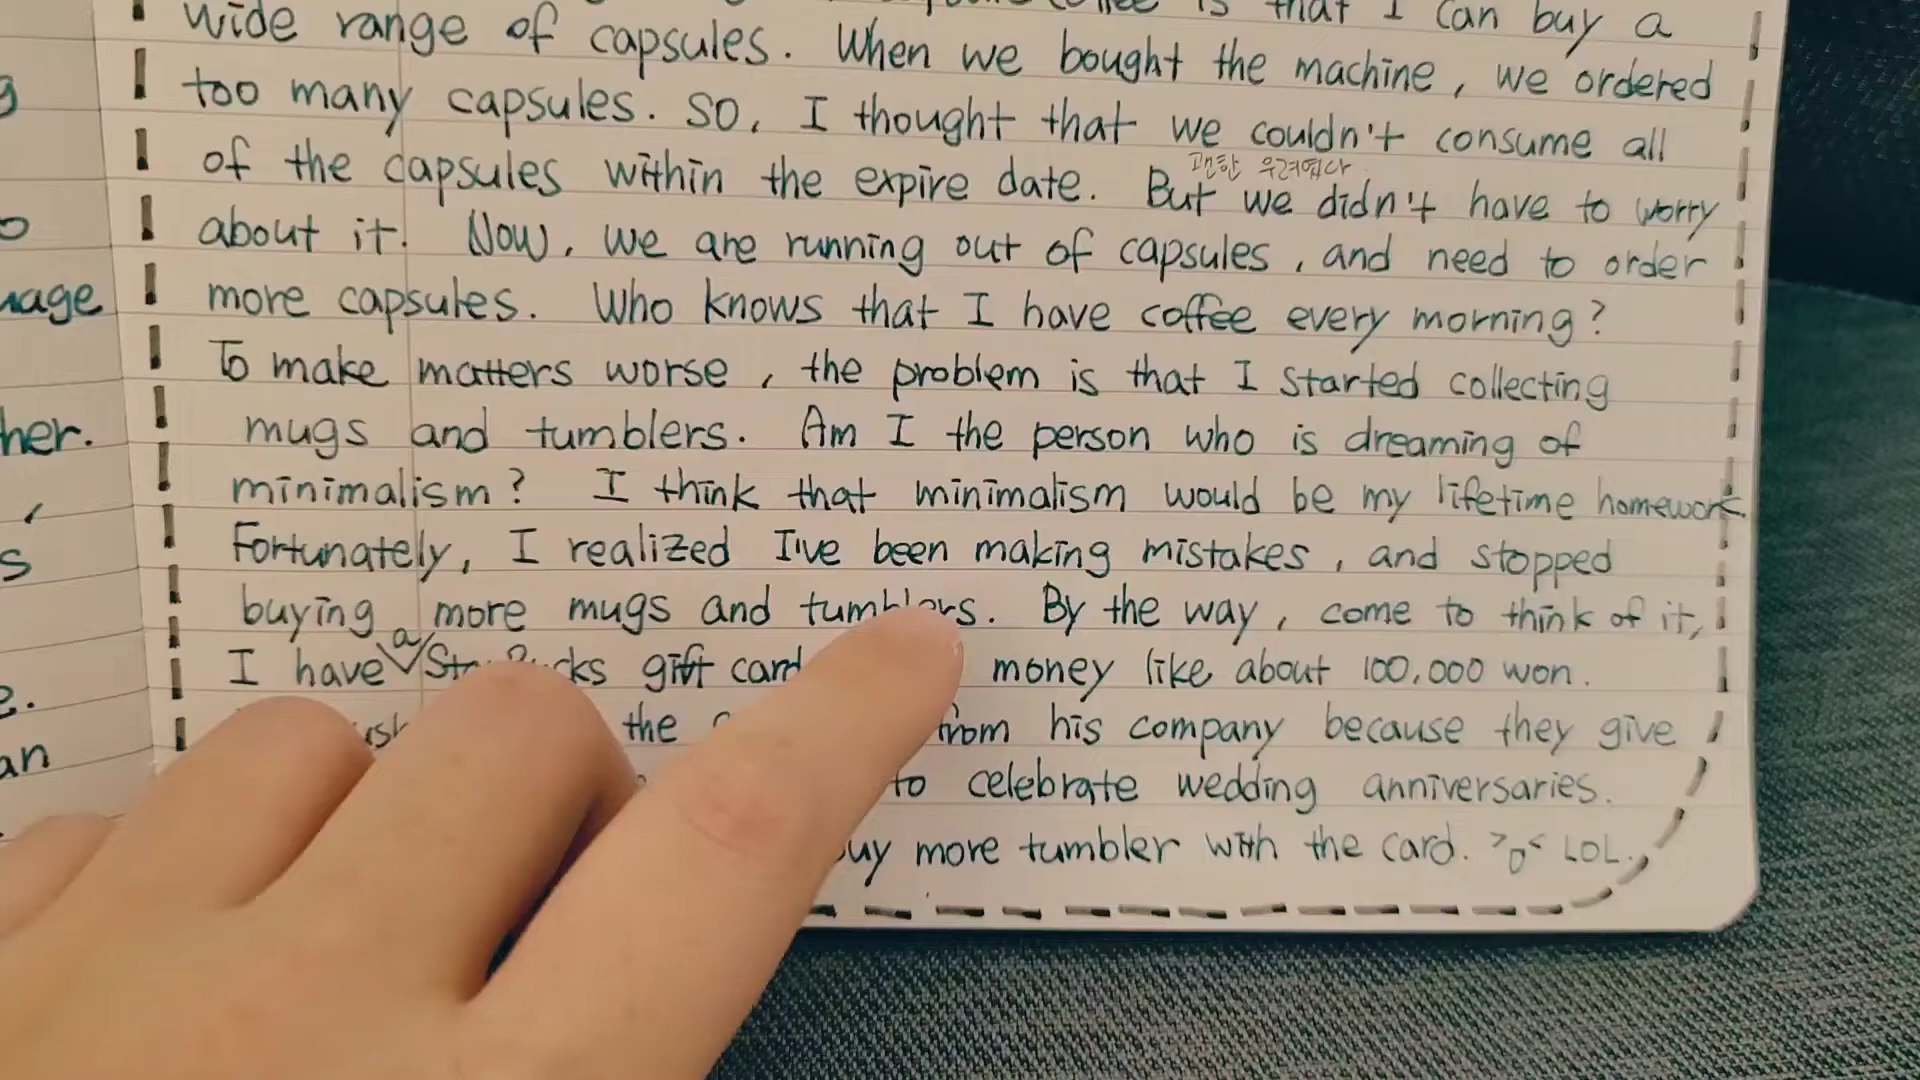 is that I can buy a
wide range of capsules. When we bought the machine, we ordered
too many capsules. So, I thought that we couldn't consume all
괜한 우려였다
of the capsules within the expire date. But we didn't have to worry
about it. Now, we are running out of capsules, and need to order
more capsules. Who knows that I have coffee every morning?
To make matters worse, the problem is that I started collecting
mugs and tumblers. Am I the person who is dreaming of
minimalism? I think that minimalism would be my lifetime homework.
Fortunately, I realized I've been making mistakes, and stopped
buying more mugs and tumblers. By the way, come to think of it,
a
I have gift card money like about 100,000 won.
the from his company because they give
to celebrate wedding anniversaries.
more tumbler with the card. >o< LOL.
her.
an